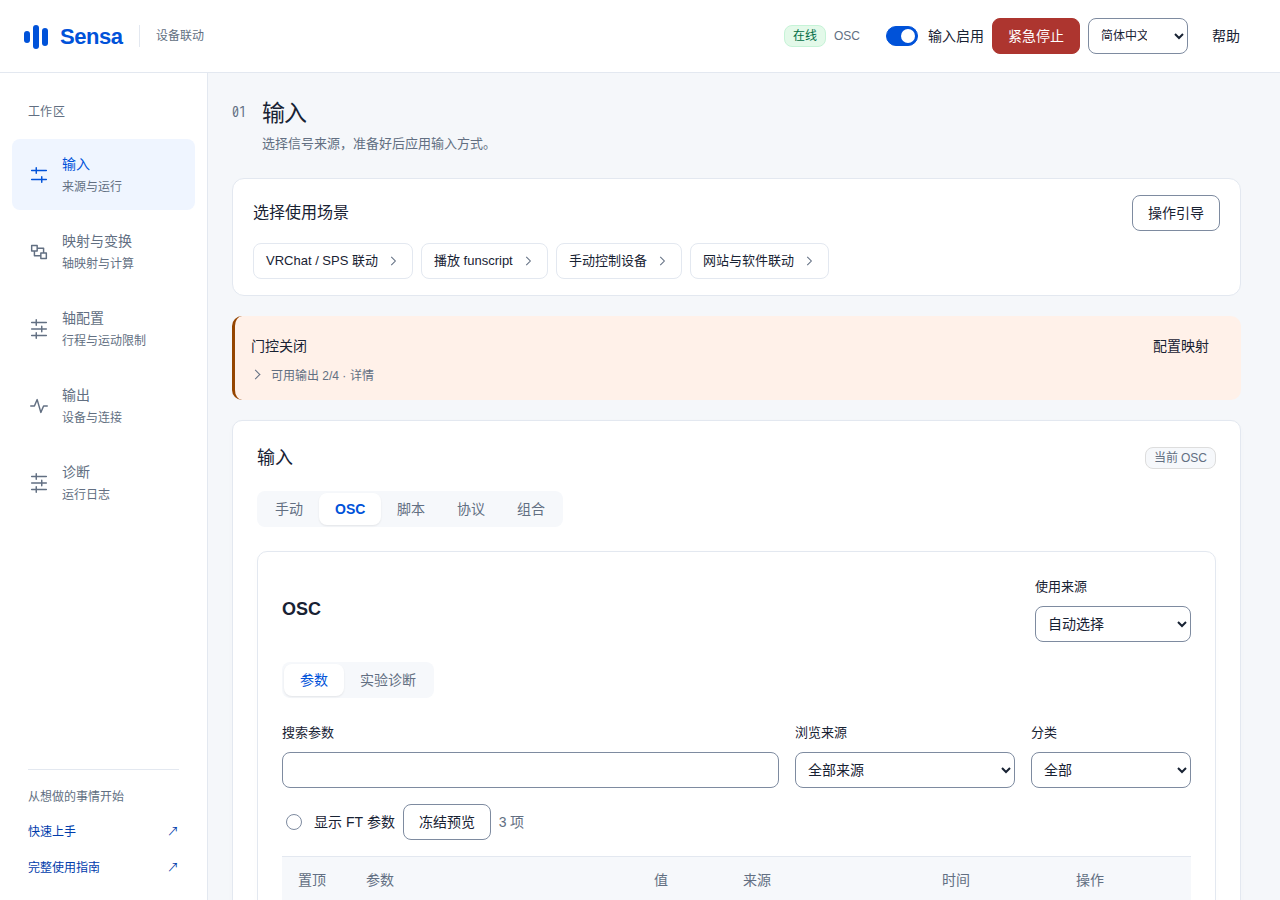 Sensa 设备联动 在线 OSC 输入启用 紧急停止 简体中文 帮助
工作区
输入
来源与运行
映射与变换
轴映射与计算
轴配置
行程与运动限制
输出
设备与连接
诊断
运行日志
从想做的事情开始
快速上手 ↗
完整使用指南 ↗
01 输入
选择信号来源，准备好后应用输入方式。
选择使用场景 操作引导
VRChat / SPS 联动 播放 funscript 手动控制设备 网站与软件联动
门控关闭 配置映射
可用输出 2/4 · 详情
输入 当前 OSC
手动 OSC 脚本 协议 组合
使用来源
OSC 自动选择
参数 实验诊断
搜索参数 浏览来源 分类
全部来源 全部
显示 FT 参数 冻结预览 3 项
置顶 参数 值 来源 时间 操作